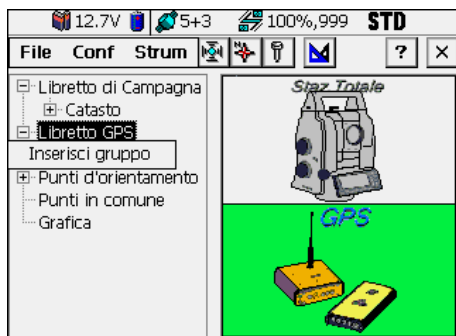 12.7V 5+3 100%,999 STD
File Conf Strum ? ×
Libretto di Campagna
Catasto
Libretto GPS
Inserisci gruppo
Punti d'orientamento
Punti in comune
Grafica
Staz Totale
GPS